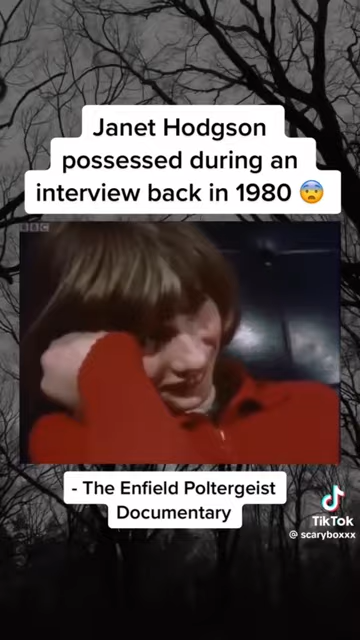 Janet Hodgson
possessed during an
interview back in 1980 😨
BBC
- The Enfield Poltergeist
Documentary
TikTok
@ scaryboxxx